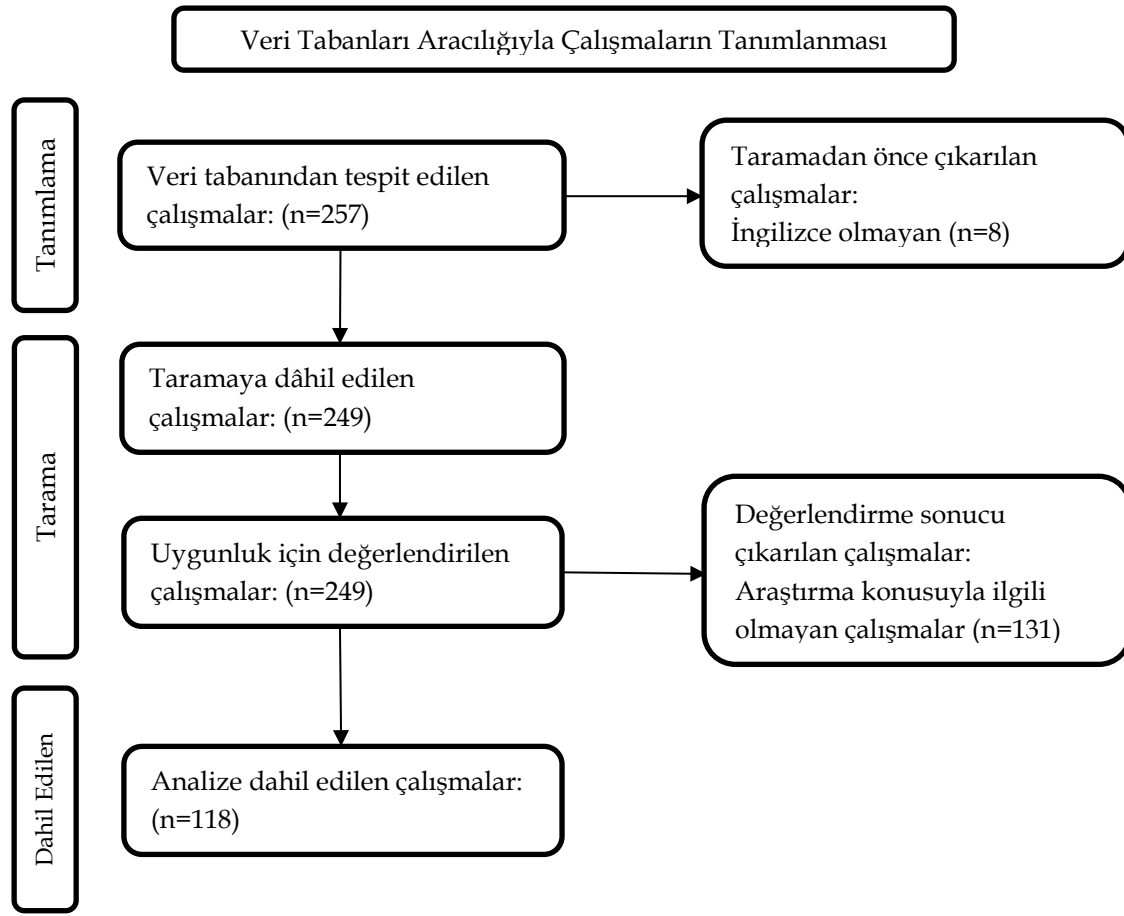 Veri Tabanları Aracılığıyla Çalışmaların Tanımlanması
Tanımlama
Veri tabanından tespit edilen
çalışmalar: (n=257)
Taramadan önce çıkarılan
çalışmalar:
İngilizce olmayan (n=8)
Tarama
Taramaya dâhil edilen
çalışmalar: (n=249)
Uygunluk için değerlendirilen
çalışmalar: (n=249)
Değerlendirme sonucu
çıkarılan çalışmalar:
Araştırma konusuyla ilgili
olmayan çalışmalar (n=131)
Dahil Edilen
Analize dahil edilen çalışmalar:
(n=118)